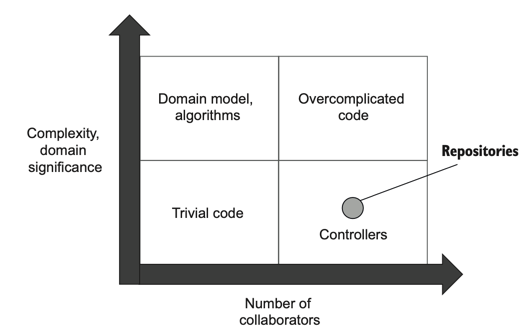 Domain model,
algorithms
Overcomplicated
code
Complexity,
domain
significance
Repositories
Trivial code
Controllers
Number of
collaborators